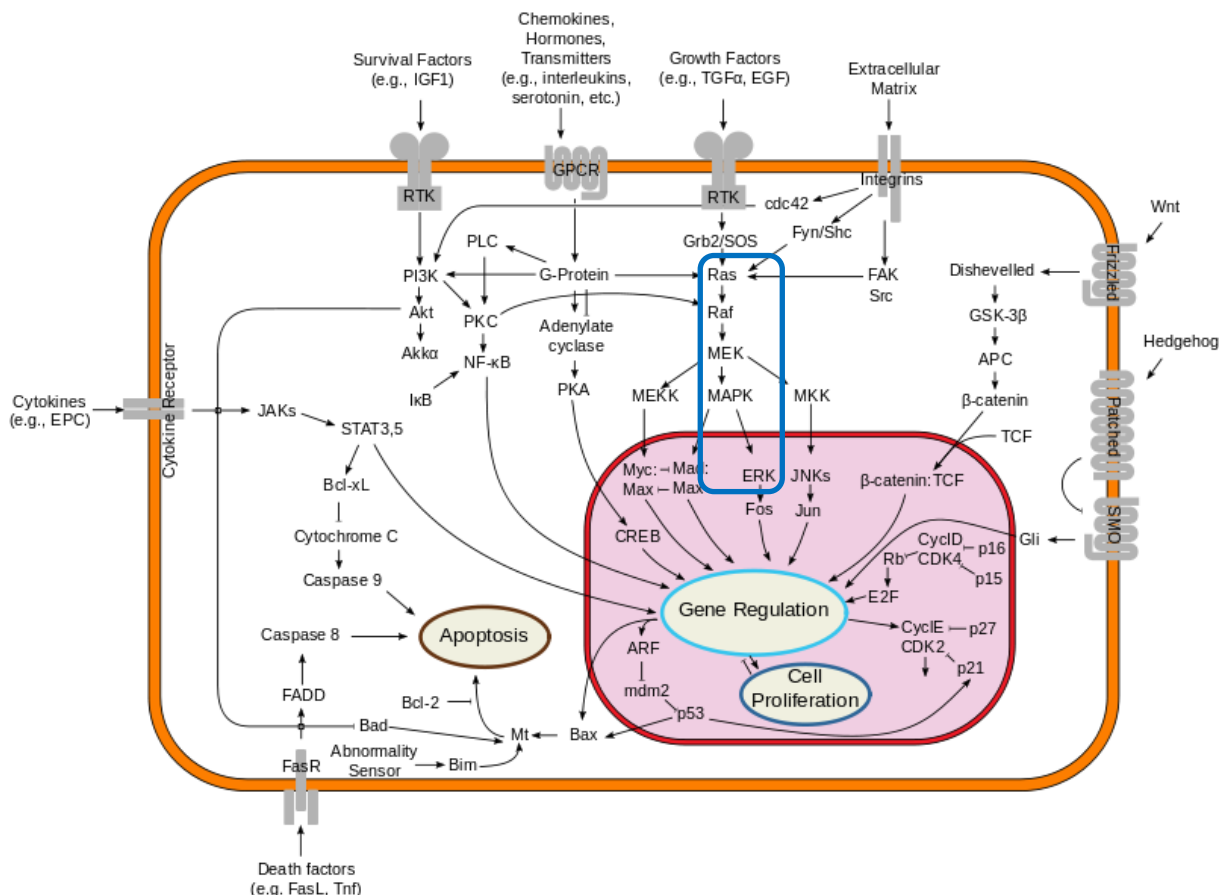 Chemokines,
Hormones,
Transmitters
(e.g., interleukins,
serotonin, etc.)
Survival Factors
(e.g., IGF1)
Growth Factors
(e.g., TGFα, EGF)
Extracellular
Matrix
GPCR
RTK
RTK
Integrins
cdc42
Wnt
Fyn/Shc
Grb2/SOS
PLC
Frizzled
PI3K
G-Protein
Ras
FAK
Src
Dishevelled
Akt
PKC
Adenylate
cyclase
Raf
GSK-3β
Hedgehog
Akkα
NF-κB
MEK
APC
PKA
IκB
MEKK
MAPK
MKK
β-catenin
Cytokines
(e.g., EPC)
Cytokine Receptor
JAKs
STAT3,5
Patched
TCF
Myc:
Max
Mad:
Max
ERK
JNKs
β-catenin:TCF
Bcl-xL
Fos
Jun
SMO
Cytochrome C
CREB
Gli
CycID
CDK4
p16
p15
Rb
E2F
Caspase 9
Gene Regulation
Caspase 8
Apoptosis
CyclE
CDK2
p27
p21
ARF
mdm2
p53
Cell
Proliferation
FADD
Bcl-2
Bad
Mt
Bax
Abnormality
Sensor
Bim
FasR
Death factors
(e.g. FasL, Tnf)